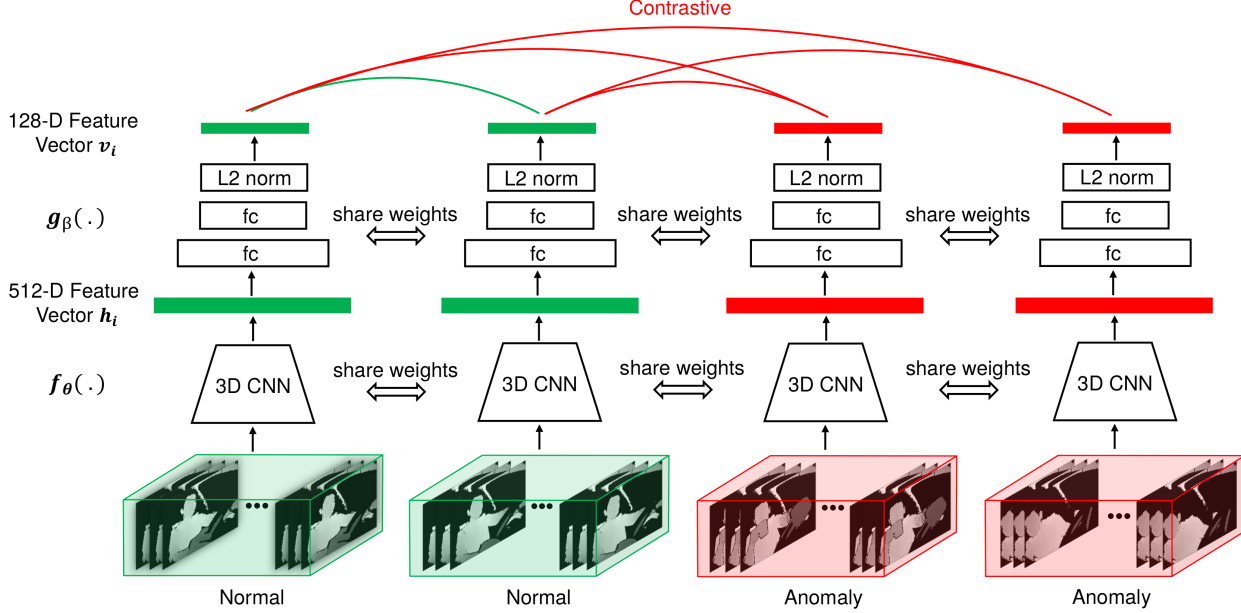 Contrastive
128-D Feature
Vector v_i
L2 norm L2 norm L2 norm L2 norm
g_β(.)
fc share weights fc share weights fc share weights fc
fc fc fc fc
512-D Feature
Vector h_i
f_θ(.)
3D CNN share weights 3D CNN share weights 3D CNN share weights 3D CNN
••• ••• ••• •••
Normal Normal Anomaly Anomaly